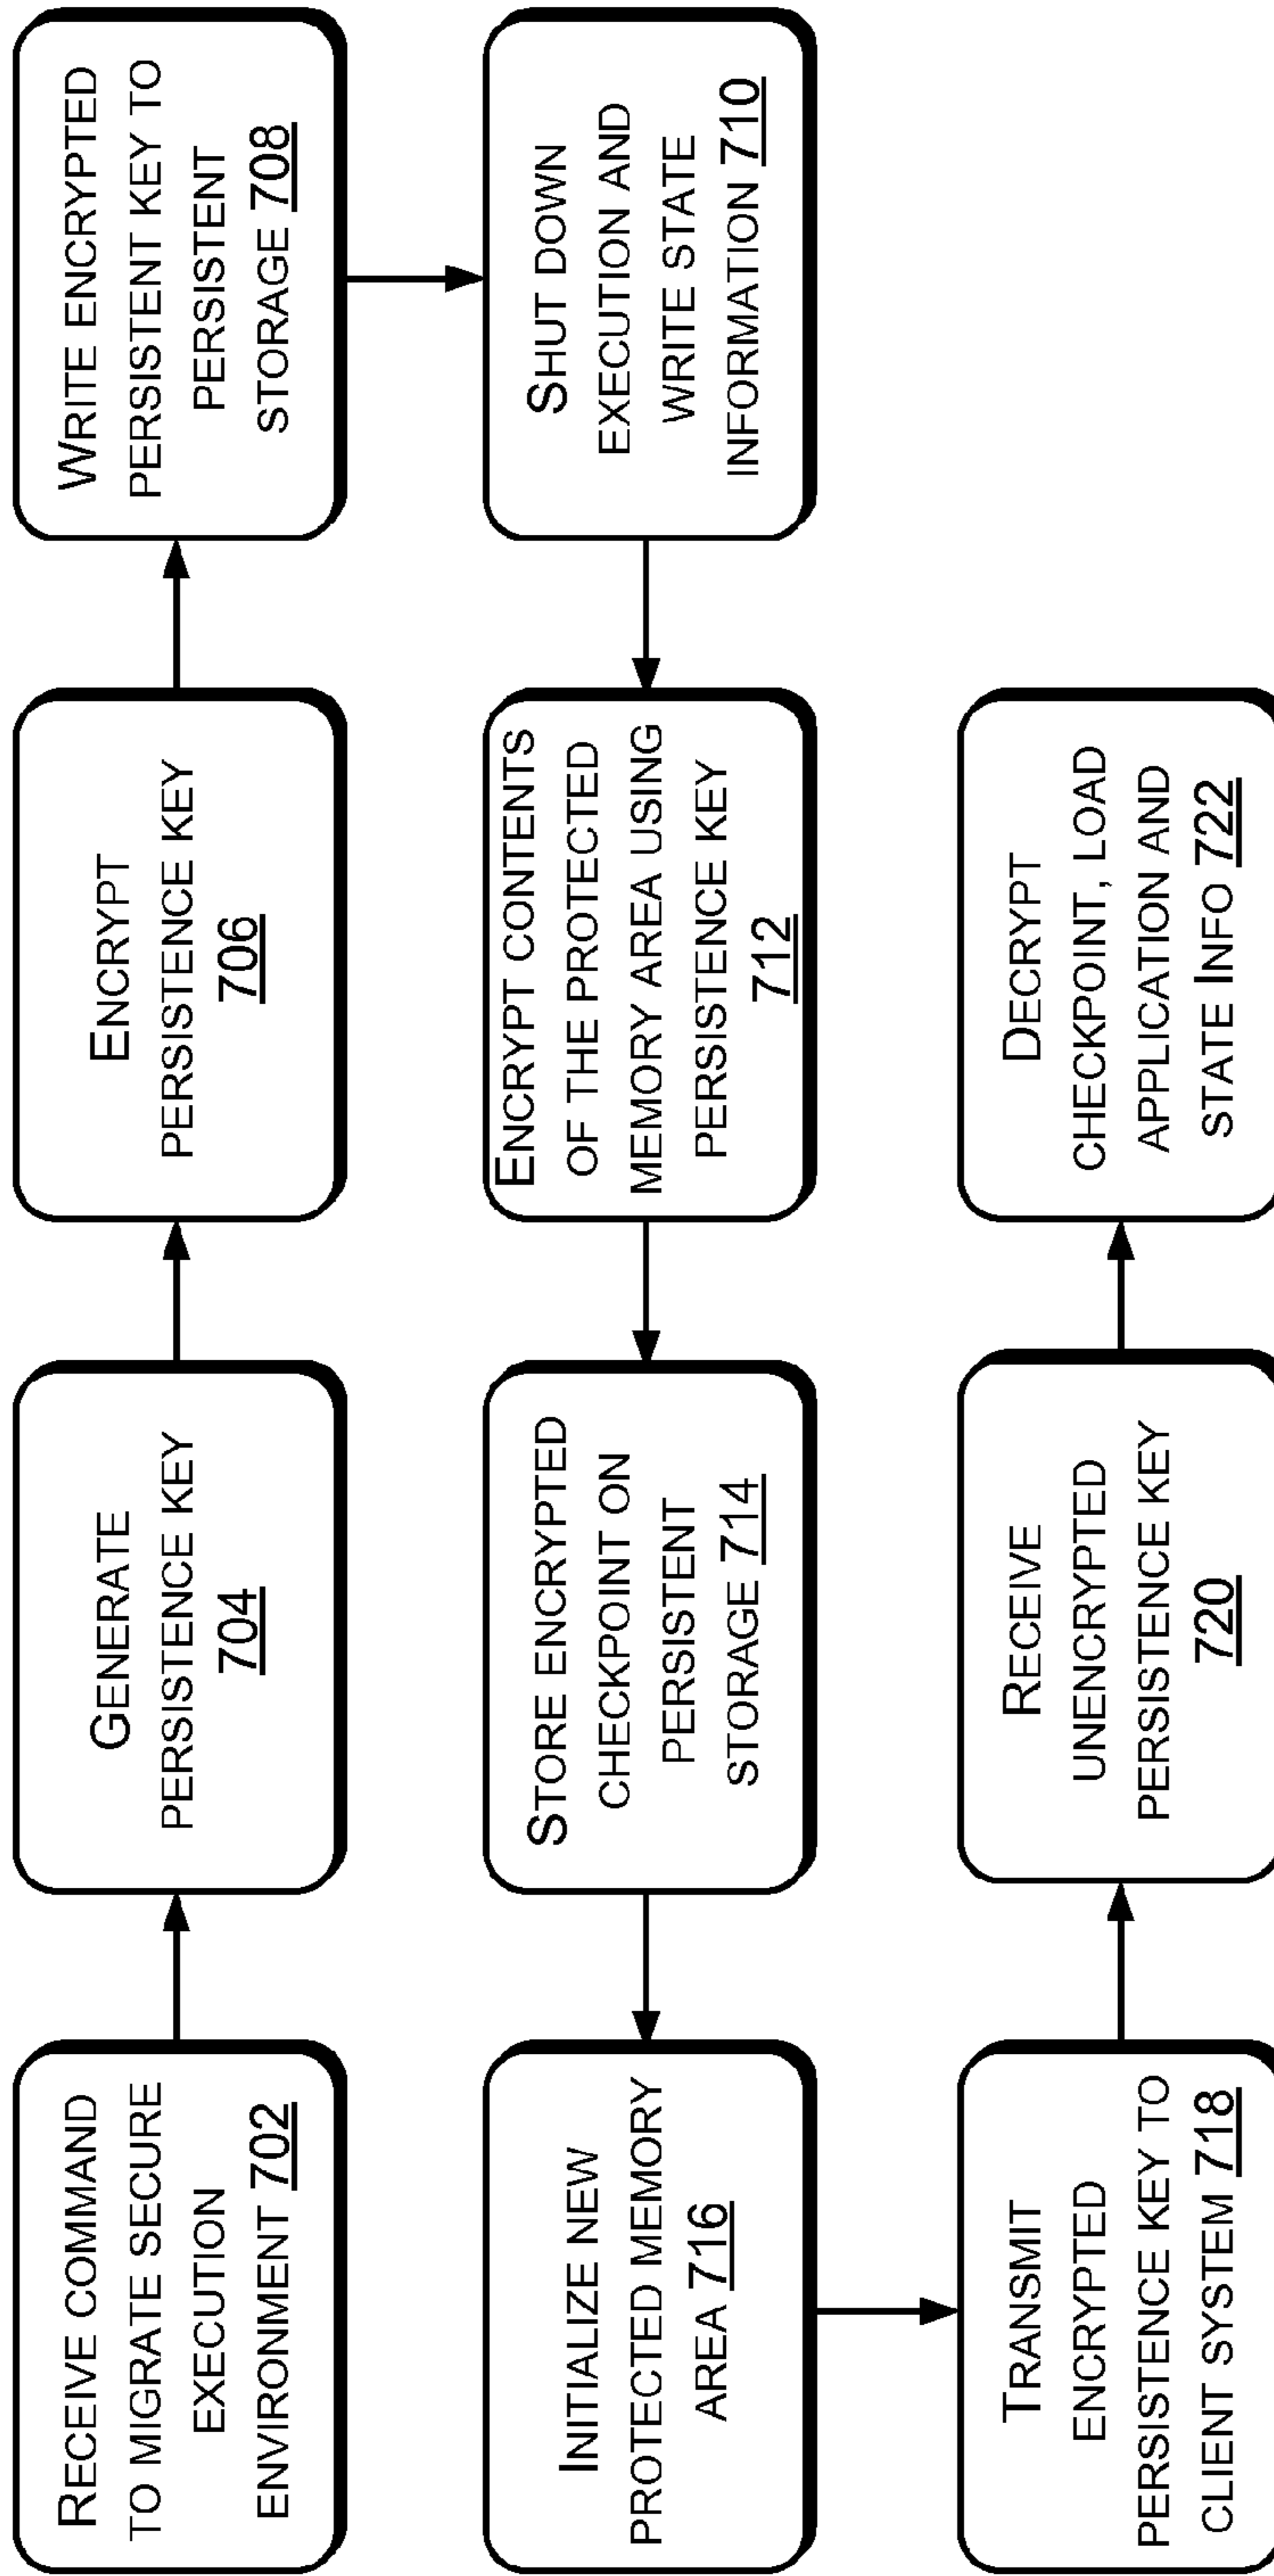 RECEIVE COMMAND
TO MIGRATE SECURE
EXECUTION
ENVIRONMENT 702
GENERATE
PERSISTENCE KEY
704
ENCRYPT
PERSISTENCE KEY
706
WRITE ENCRYPTED
PERSISTENT KEY TO
PERSISTENT
STORAGE 708
SHUT DOWN
EXECUTION AND
WRITE STATE
INFORMATION 710
ENCRYPT CONTENTS
OF THE PROTECTED
MEMORY AREA USING
PERSISTENCE KEY
712
STORE ENCRYPTED
CHECKPOINT ON
PERSISTENT
STORAGE 714
INITIALIZE NEW
PROTECTED MEMORY
AREA 716
TRANSMIT
ENCRYPTED
PERSISTENCE KEY TO
CLIENT SYSTEM 718
RECEIVE
UNENCRYPTED
PERSISTENCE KEY
720
DECRYPT
CHECKPOINT, LOAD
APPLICATION AND
STATE INFO 722